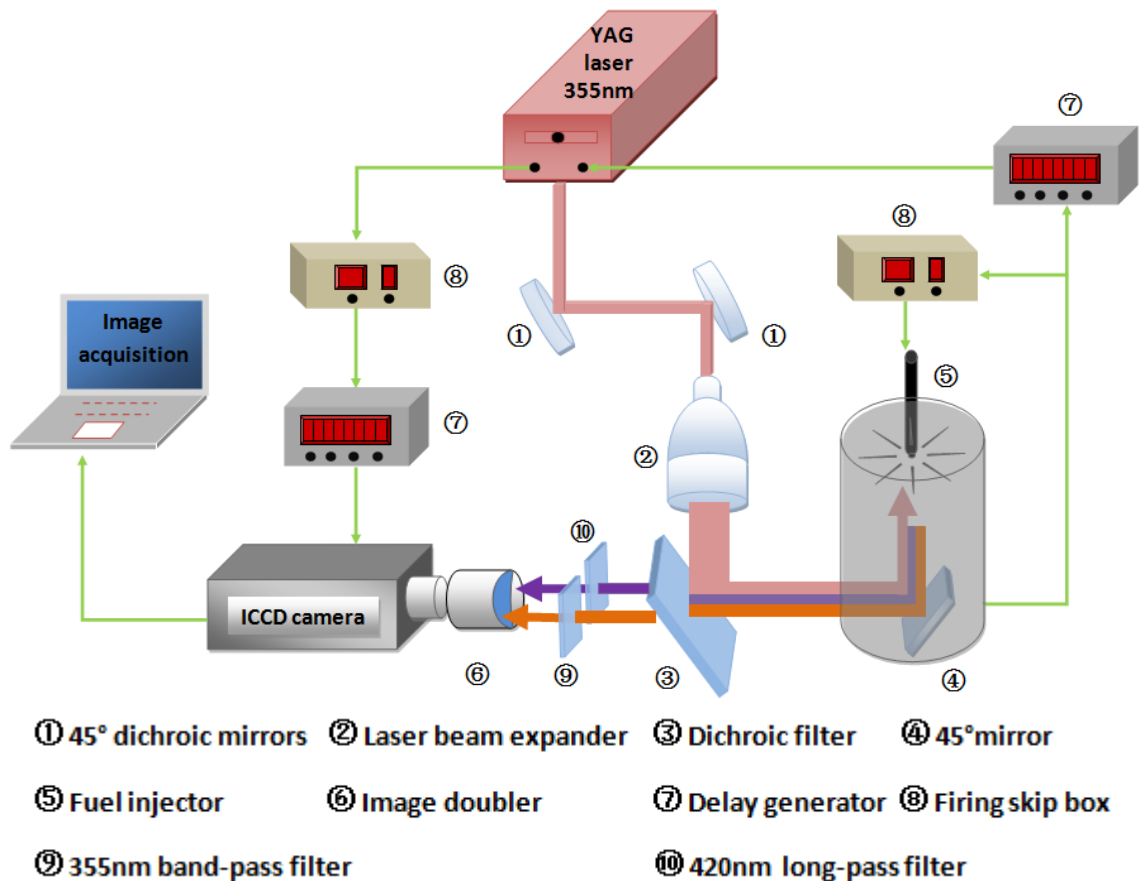 YAG
laser
355nm
⑦
⑧
⑧
Image
acquisition
①
①
⑤
⑦
②
⑩
ICCD camera
⑥
⑨
③
④
① 45° dichroic mirrors ② Laser beam expander ③ Dichroic filter ④ 45°mirror
⑤ Fuel injector ⑥ Image doubler ⑦ Delay generator ⑧ Firing skip box
⑨ 355nm band-pass filter ⑩ 420nm long-pass filter